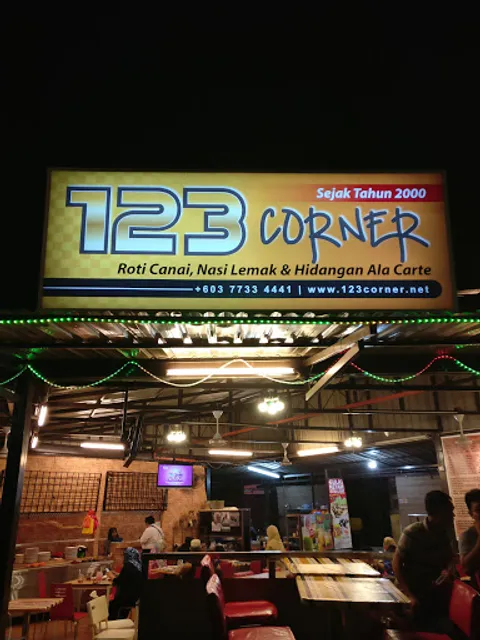 Sejak Tahun 2000
123 CORNER
Roti Canai, Nasi Lemak & Hidangan Ala Carte
+603 7733 4441 | www.123corner.net